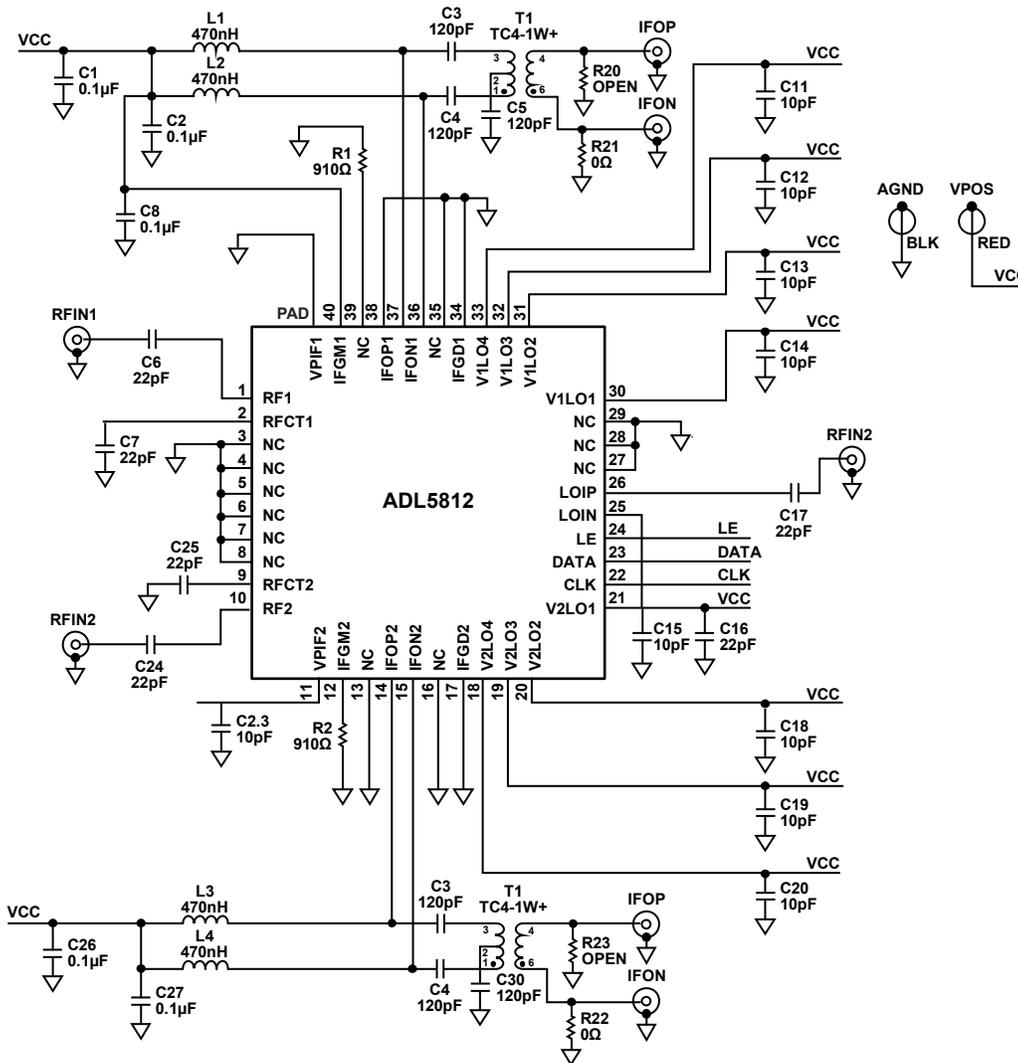 VCC
L1
470nH
C1
0.1µF
L2
470nH
C2
0.1µF
C8
0.1µF
R1
910Ω
C3
120pF
C4
120pF
T1
TC4-1W+
3
2
1
4
6
C5
120pF
IFOP
R20
OPEN
IFON
R21
0Ω
VCC
C11
10pF
VCC
C12
10pF
VCC
C13
10pF
VCC
C14
10pF
AGND
BLK
VPOS
RED
VCC
PAD
40
39
38
37
36
35
34
33
32
31
VPIF1
IFGM1
NC
IFOP1
IFON1
NC
IFGD1
V1LO4
V1LO3
V1LO2
RFIN1
C6
22pF
C7
22pF
C25
22pF
RFIN2
C24
22pF
1
RF1
2
RFCT1
3
NC
4
NC
5
NC
6
NC
7
NC
8
NC
9
RFCT2
10
RF2
ADL5812
V1LO1
30
NC
29
NC
28
NC
27
LOIP
26
LOIN
25
LE
24
DATA
23
CLK
22
V2LO1
21
RFIN2
C17
22pF
LE
DATA
CLK
VCC
C15
10pF
C16
22pF
VPIF2
IFGM2
NC
IFOP2
IFON2
NC
IFGD2
V2LO4
V2LO3
V2LO2
11
12
13
14
15
16
17
18
19
20
C2.3
10pF
R2
910Ω
VCC
C18
10pF
VCC
C19
10pF
VCC
C20
10pF
VCC
L3
470nH
C26
0.1µF
L4
470nH
C27
0.1µF
C3
120pF
C4
120pF
T1
TC4-1W+
3
2
1
4
6
C30
120pF
IFOP
R23
OPEN
IFON
R22
0Ω